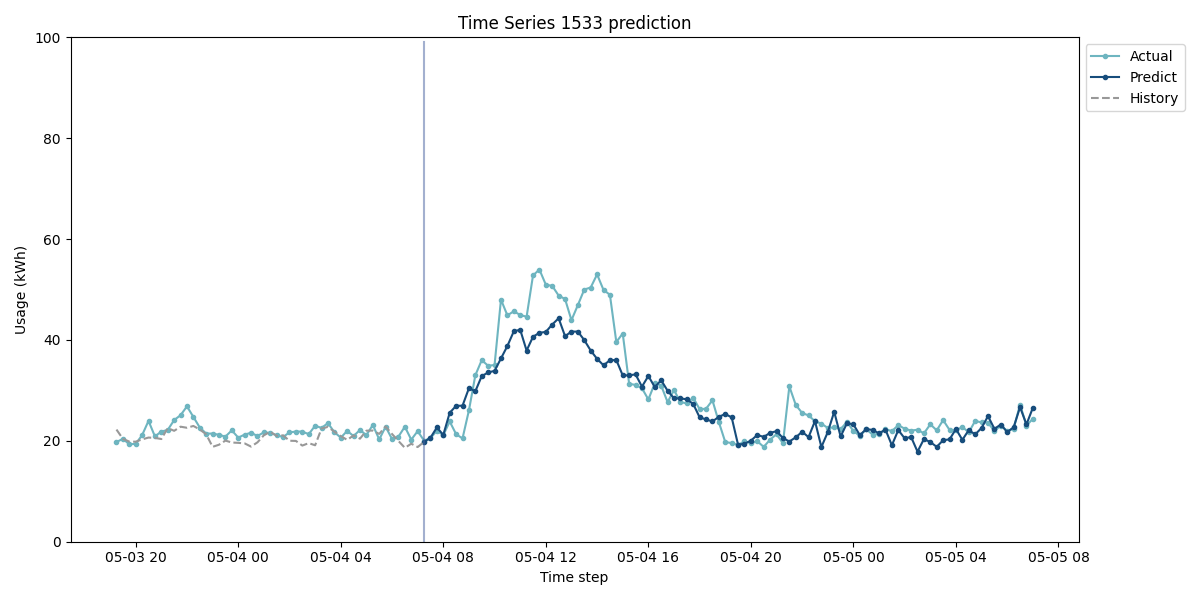 Time Series 1533 prediction
100
80
60
40
20
0
Usage (kWh)
05-03 20
05-04 00
05-04 04
05-04 08
05-04 12
05-04 16
05-04 20
05-05 00
05-05 04
05-05 08
Time step
Actual
Predict
History